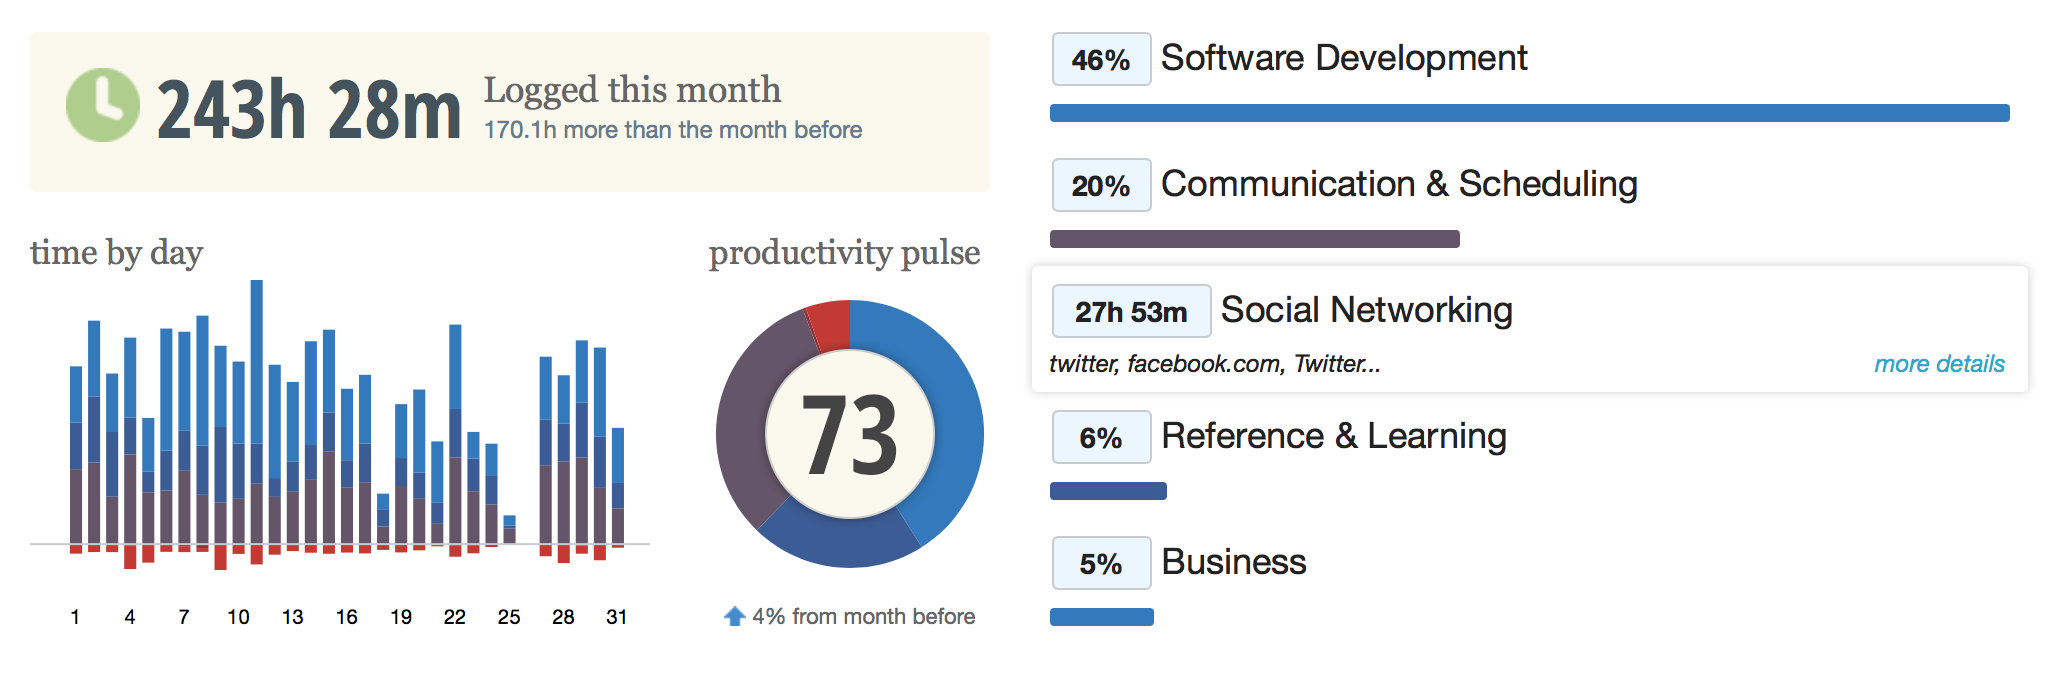 243h 28m
Logged this month
170.1h more than the month before
time by day
1 4 7 10 13 16 19 22 25 28 31
productivity pulse
73
4% from month before
46% Software Development
20% Communication & Scheduling
27h 53m Social Networking
twitter, facebook.com, Twitter... more details
6% Reference & Learning
5% Business